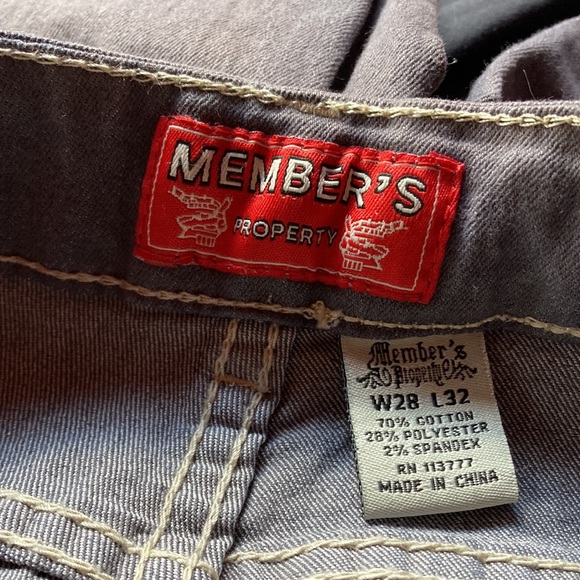 MEMBER'S
PROPERTY
Member's
Property
W28 L32
70% COTTON
28% POLYESTER
2% SPANDEX
RN 113777
MADE IN CHINA